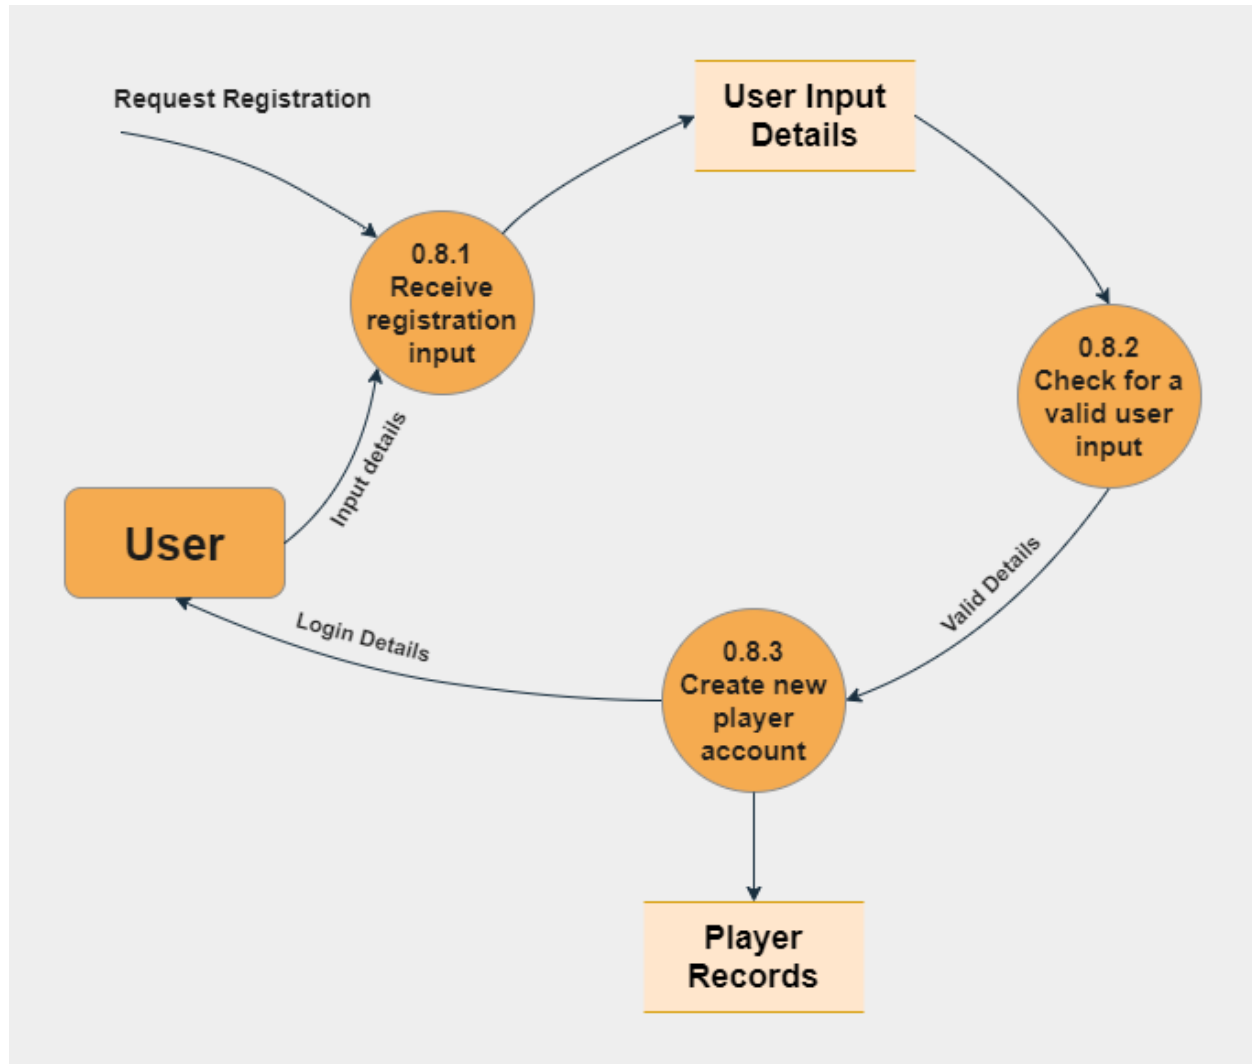 Request Registration
User Input
Details
0.8.1
Receive
registration
input
0.8.2
Check for a
valid user
input
Input details
User
Valid Details
Login Details
0.8.3
Create new
player
account
Player
Records